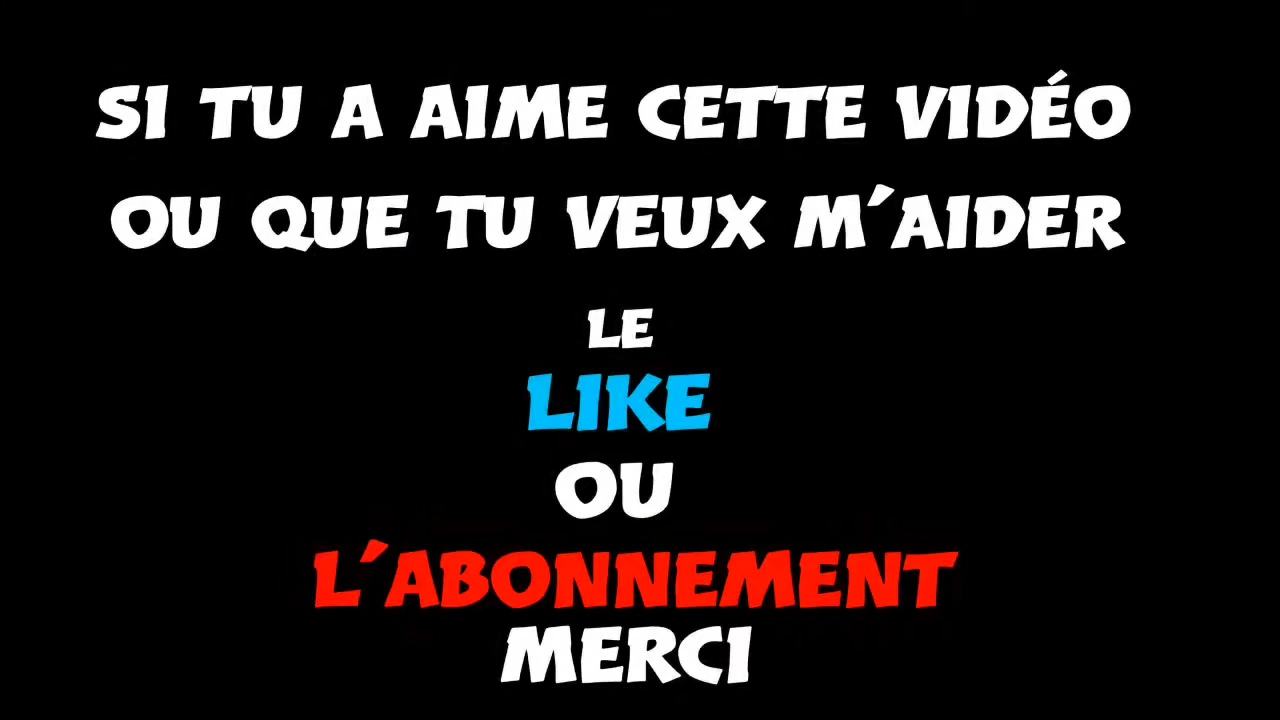 SI TU A AIME CETTE VIDÉO
OU QUE TU VEUX M'AIDER
LE
LIKE
OU
L'ABONNEMENT
MERCI